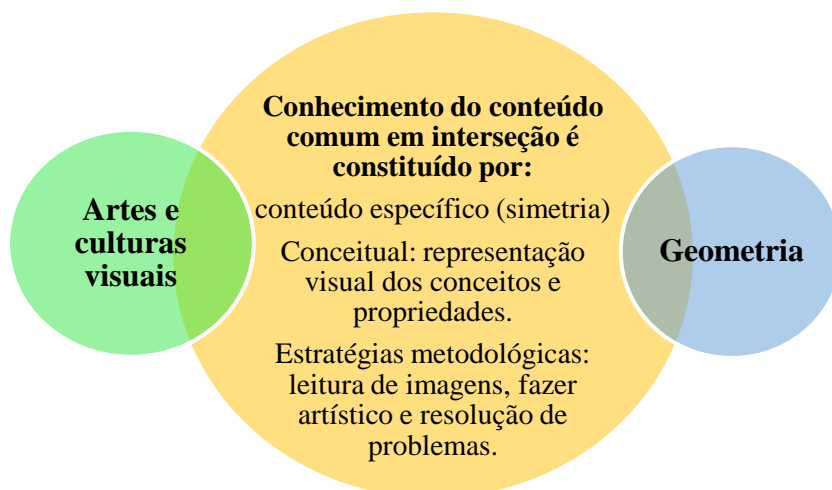 Artes e
culturas
visuais
Conhecimento do conteúdo
comum em interseção é
constituído por:
conteúdo específico (simetria)
Conceitual: representação
visual dos conceitos e
propriedades.
Estratégias metodológicas:
leitura de imagens, fazer
artístico e resolução de
problemas.
Geometria